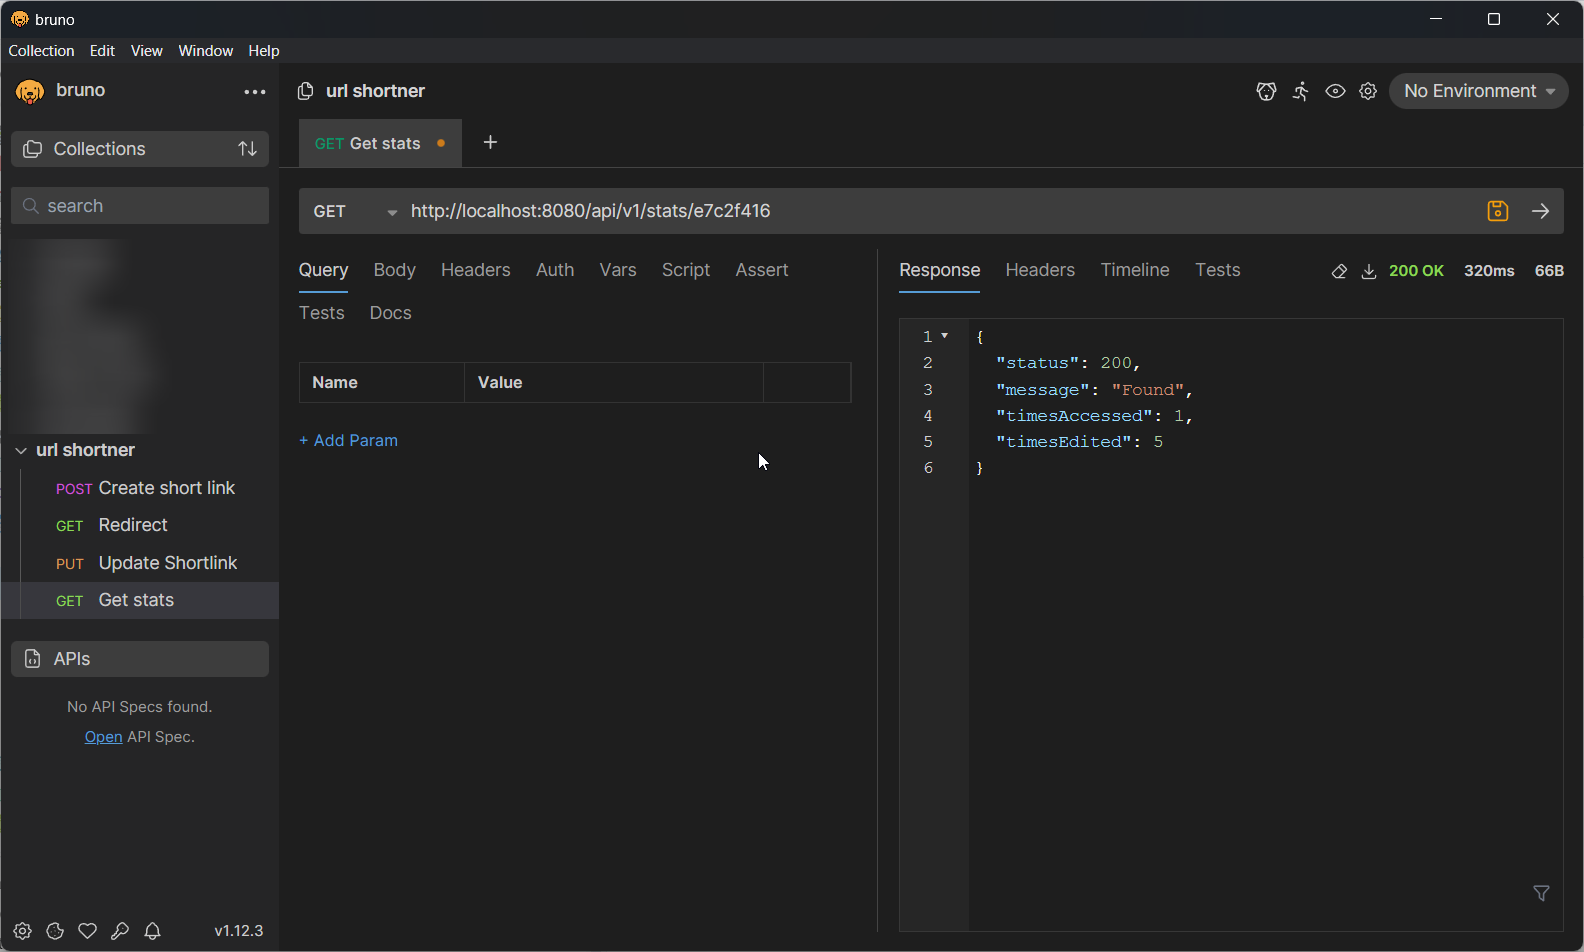 bruno
Collection Edit View Window Help
bruno
url shortner
No Environment
Collections
GET Get stats
search
GET http://localhost:8080/api/v1/stats/e7c2f416
Query Body Headers Auth Vars Script Assert
Tests Docs
Name Value
+ Add Param
Response Headers Timeline Tests 200 OK 320ms 66B
1 {
2 "status": 200,
3 "message": "Found",
4 "timesAccessed": 1,
5 "timesEdited": 5
6 }
url shortner
POST Create short link
GET Redirect
PUT Update Shortlink
GET Get stats
APIs
No API Specs found.
Open API Spec.
v1.12.3